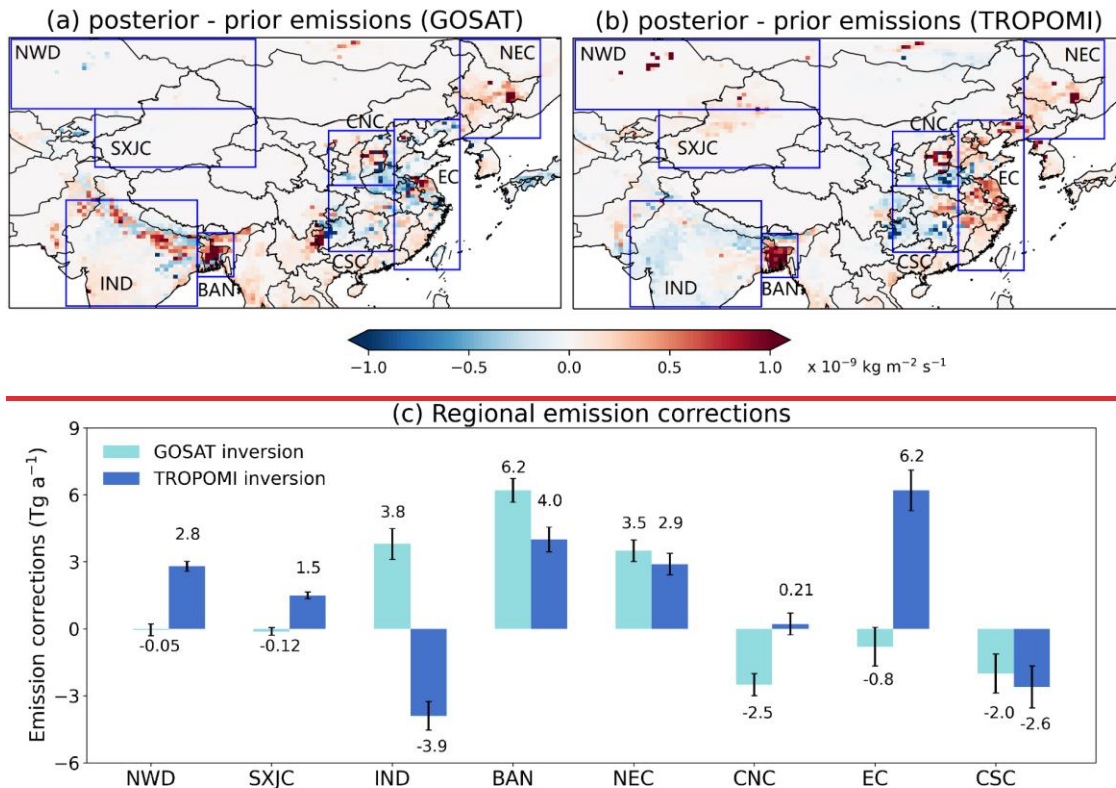 (a) posterior - prior emissions (GOSAT)
(b) posterior - prior emissions (TROPOMI)
NWD
NEC
CNC
SXJC
EC
IND
CSC
BAN
NWD
NEC
CNC
SXJC
EC
IND
CSC
BAN
−1.0 −0.5 0.0 0.5 1.0 x 10⁻⁹ kg m⁻² s⁻¹
(c) Regional emission corrections
Emission corrections (Tg a⁻¹)
9
6
3
0
−3
−6
GOSAT inversion
TROPOMI inversion
-0.05
2.8
-0.12
1.5
3.8
-3.9
6.2
4.0
3.5
2.9
-2.5
0.21
-0.8
6.2
-2.0
-2.6
NWD SXJC IND BAN NEC CNC EC CSC